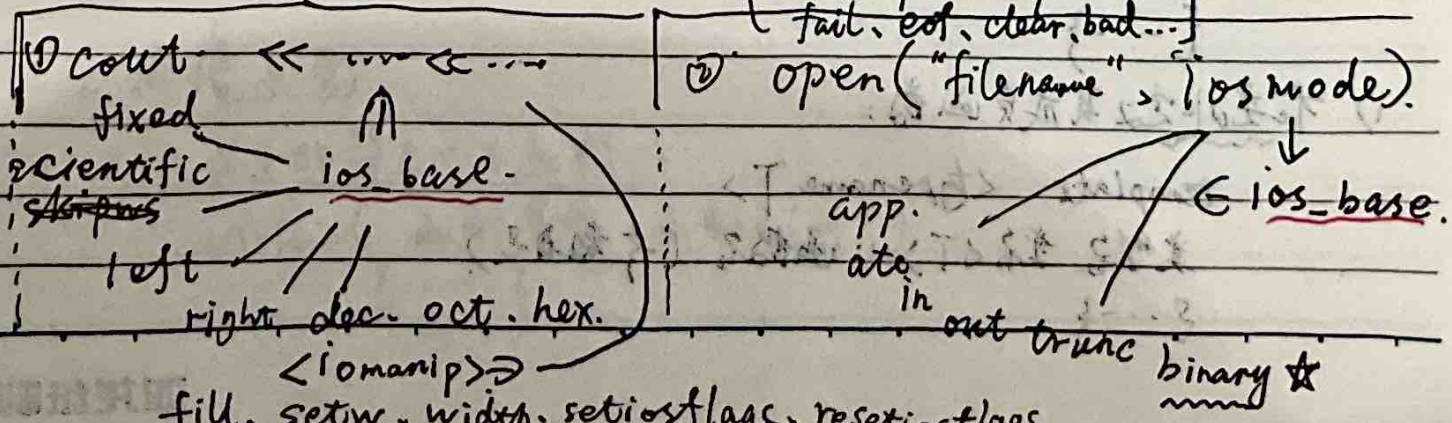 fail、eof、clear、bad...
① cout << ...... << ......
② open("filename", iosmode).
fixed
scientific
ios_base.
left
right dec. oct. hex.
<iomanip> ⊃
fill、setw、width、setiosflags、resetiosflags
∈ ios_base.
app.
ate
in
out trunc
binary ☆